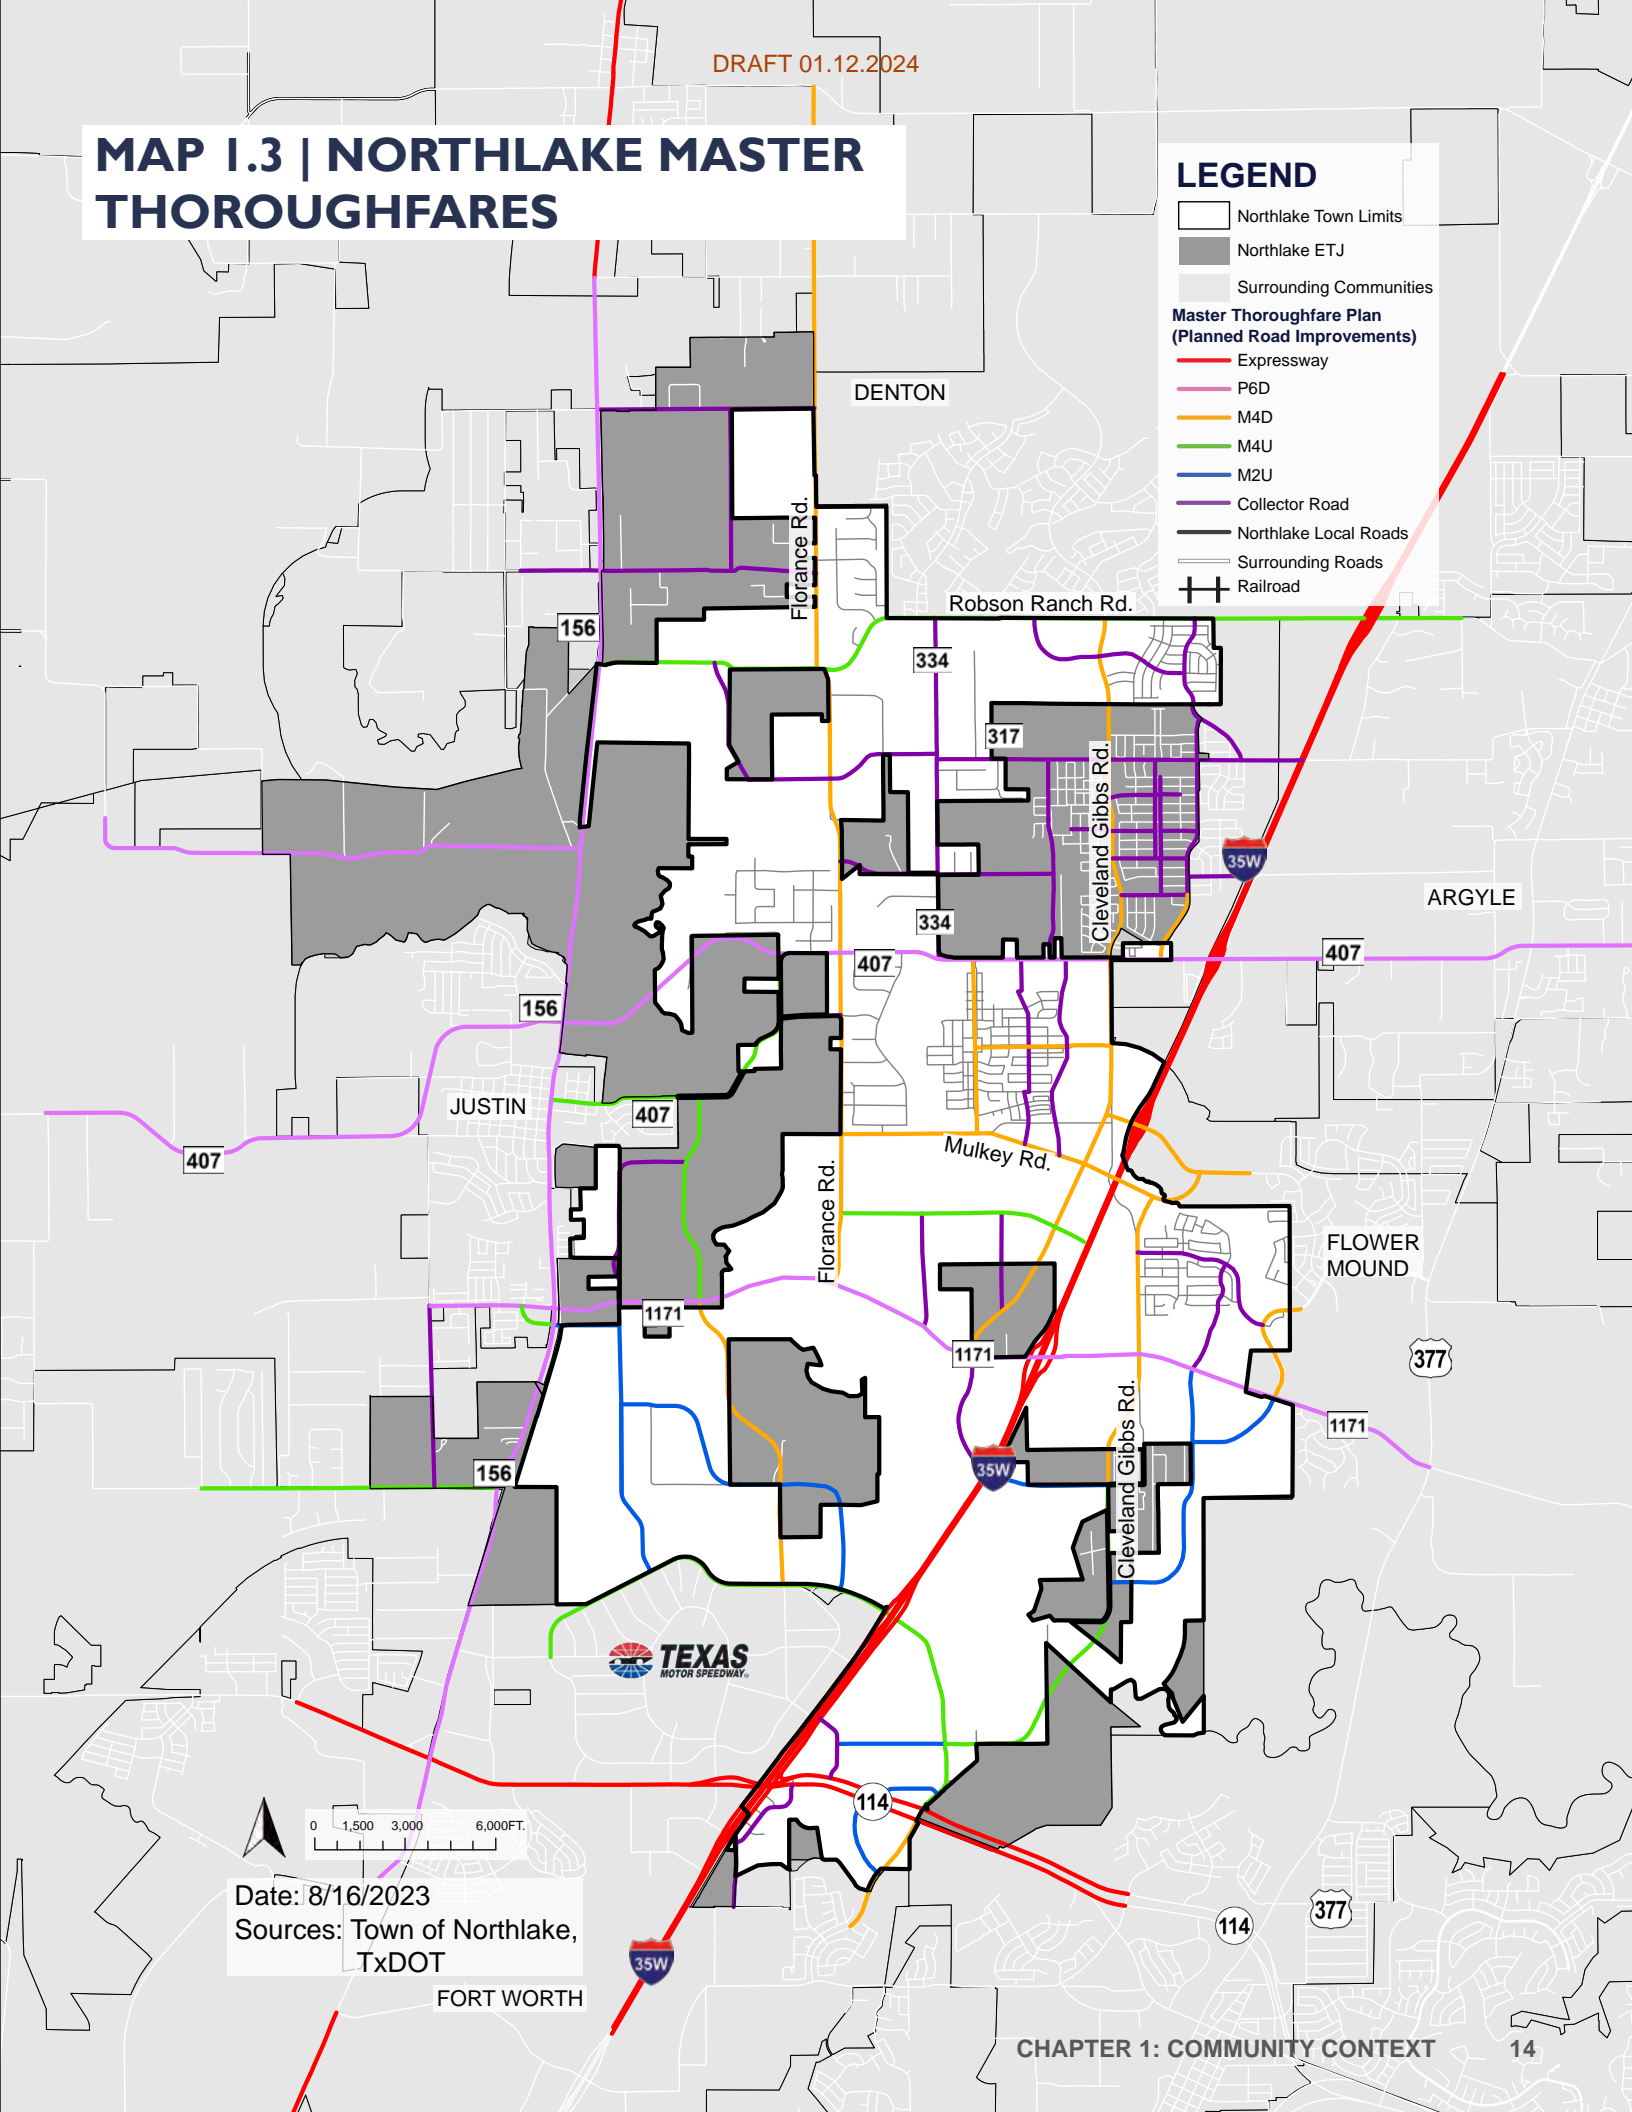 DRAFT 01.12.2024
MAP 1.3 | NORTHLAKE MASTER
THOROUGHFARES
LEGEND
Northlake Town Limits
Northlake ETJ
Surrounding Communities
Master Thoroughfare Plan
(Planned Road Improvements)
Expressway
P6D
M4D
M4U
M2U
Collector Road
Northlake Local Roads
Surrounding Roads
Railroad
DENTON
Florance Rd.
Robson Ranch Rd.
156
334
317
Cleveland Gibbs Rd.
35W
ARGYLE
334
407
407
156
JUSTIN
407
407
Mulkey Rd.
Florance Rd.
FLOWER
MOUND
1171
1171
377
Cleveland Gibbs Rd.
1171
156
35W
TEXAS
MOTOR SPEEDWAY
114
0 1,500 3,000 6,000FT.
Date: 8/16/2023
Sources: Town of Northlake,
TxDOT
377
114
35W
FORT WORTH
CHAPTER 1: COMMUNITY CONTEXT 14